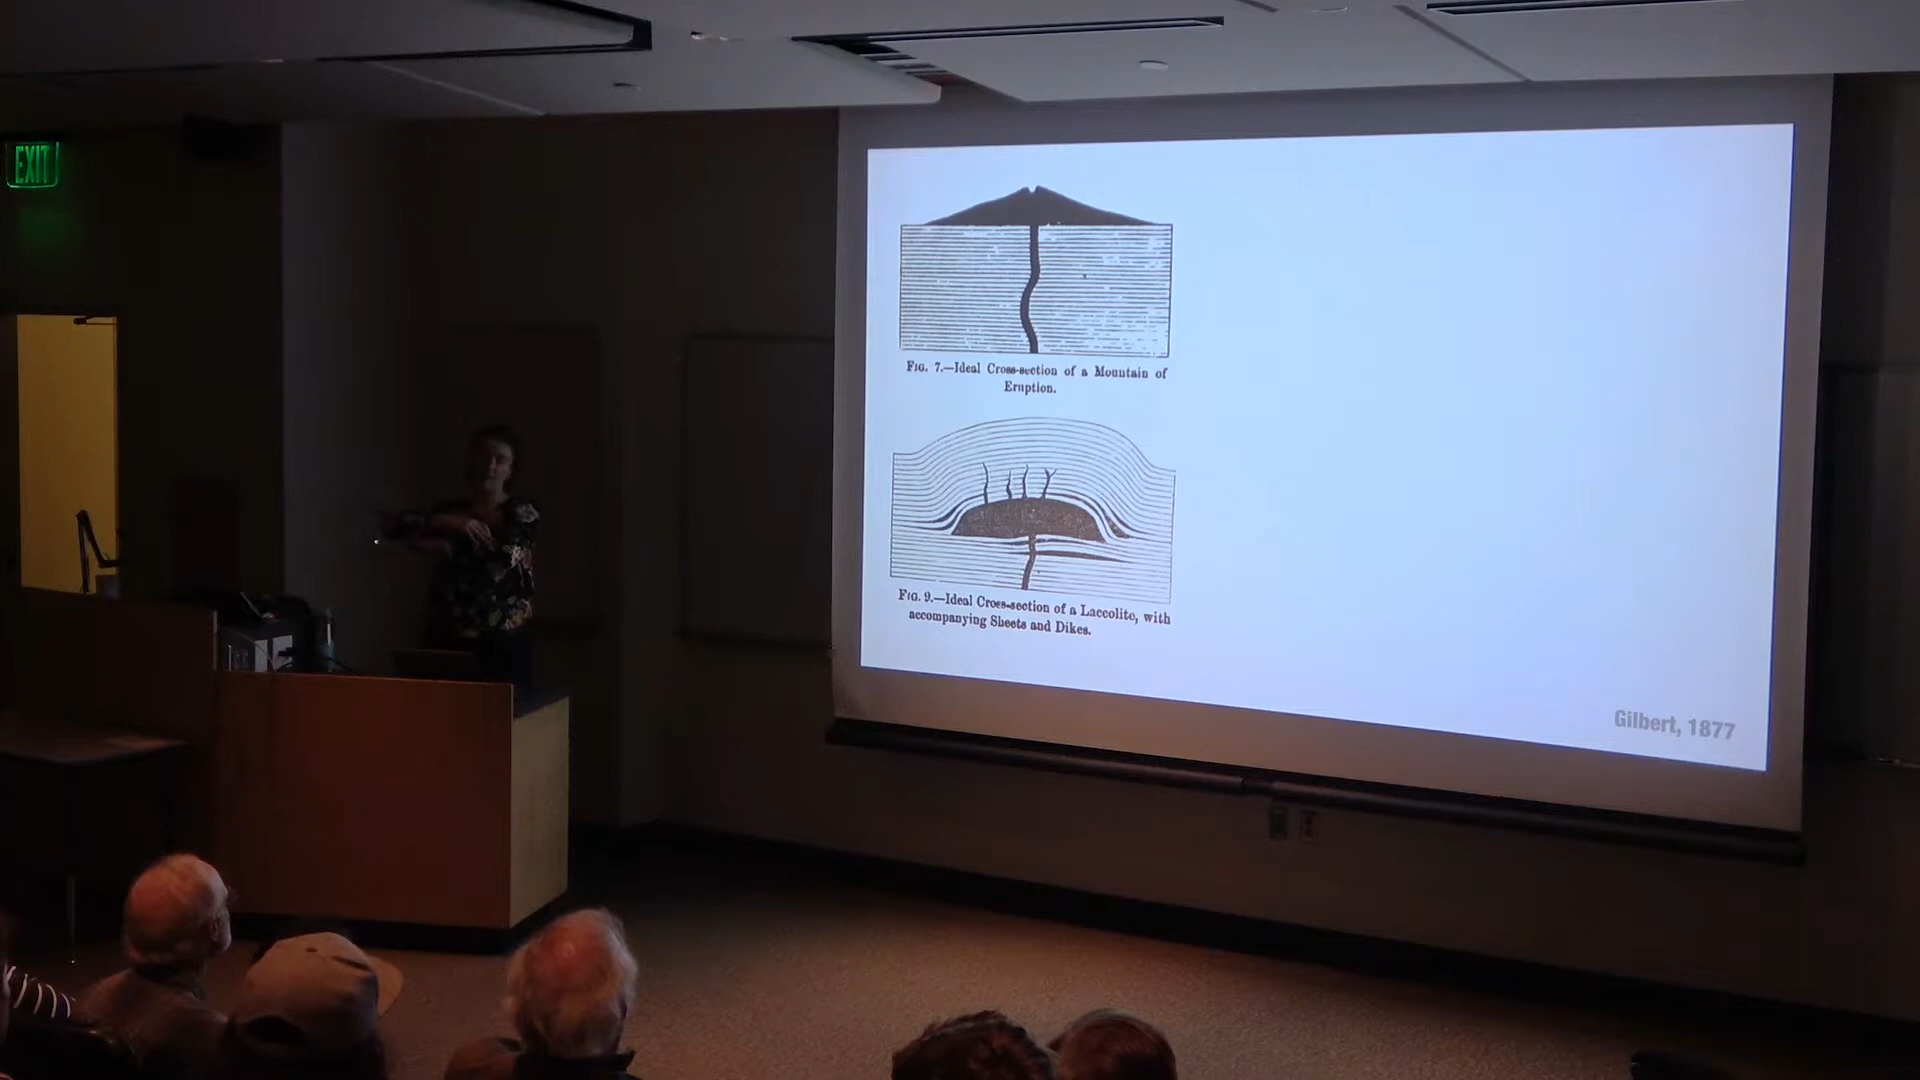 EXIT
FIG. 7.—Ideal Cross-section of a Mountain of
Eruption.
FIG. 9.—Ideal Cross-section of a Laccolite, with
accompanying Sheets and Dikes.
Gilbert, 1877